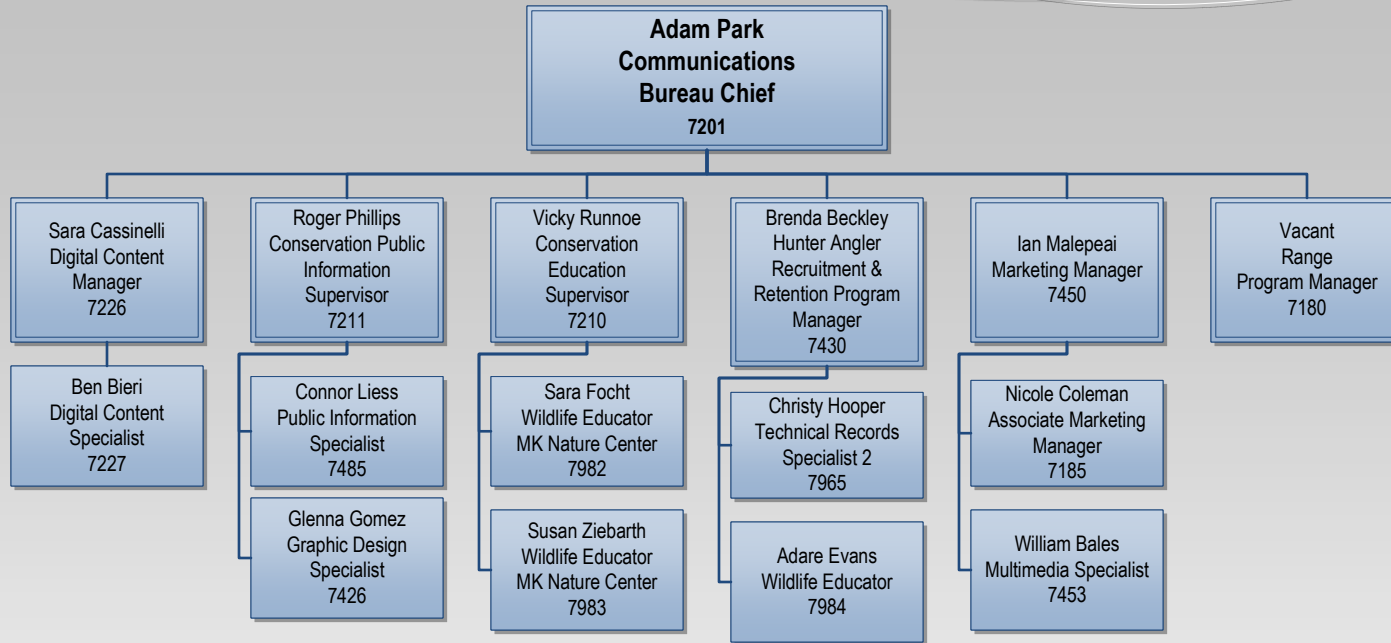 Adam Park
Communications
Bureau Chief
7201
Sara Cassinelli
Digital Content
Manager
7226
Roger Phillips
Conservation Public
Information
Supervisor
7211
Vicky Runnoe
Conservation
Education
Supervisor
7210
Brenda Beckley
Hunter Angler
Recruitment &
Retention Program
Manager
7430
Ian Malepeai
Marketing Manager
7450
Vacant
Range
Program Manager
7180
Ben Bieri
Digital Content
Specialist
7227
Connor Liess
Public Information
Specialist
7485
Sara Focht
Wildlife Educator
MK Nature Center
7982
Christy Hooper
Technical Records
Specialist 2
7965
Nicole Coleman
Associate Marketing
Manager
7185
Glenna Gomez
Graphic Design
Specialist
7426
Susan Ziebarth
Wildlife Educator
MK Nature Center
7983
Adare Evans
Wildlife Educator
7984
William Bales
Multimedia Specialist
7453